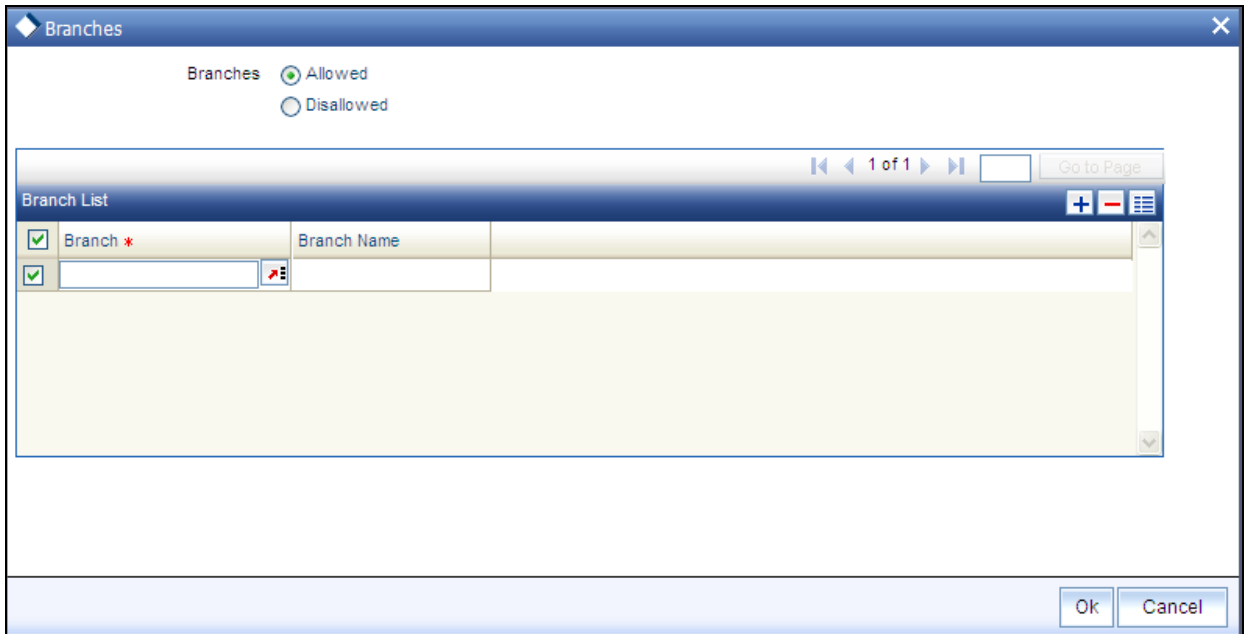 Branches
Branches Allowed
Disallowed
1 of 1 Go to Page
Branch List
Branch * Branch Name
Ok Cancel